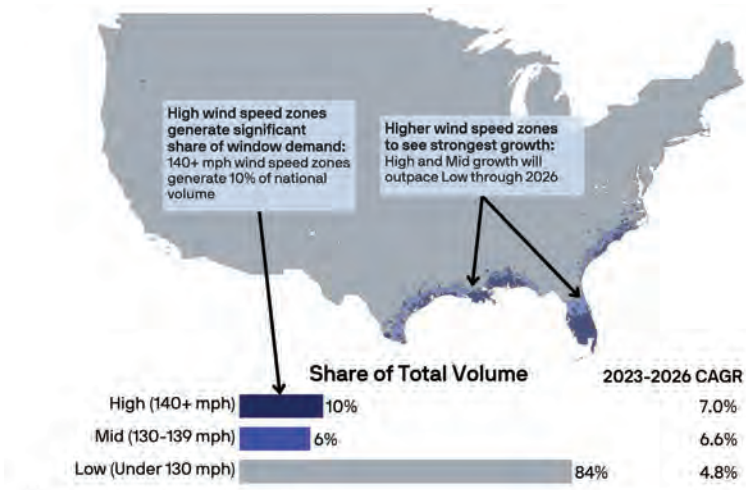 High wind speed zones
generate significant
share of window demand:
140+ mph wind speed zones
generate 10% of national
volume
Higher wind speed zones
to see strongest growth:
High and Mid growth will
outpace Low through 2026
Share of Total Volume
2023-2026 CAGR
High (140+ mph) 10% 7.0%
Mid (130-139 mph) 6% 6.6%
Low (Under 130 mph) 84% 4.8%